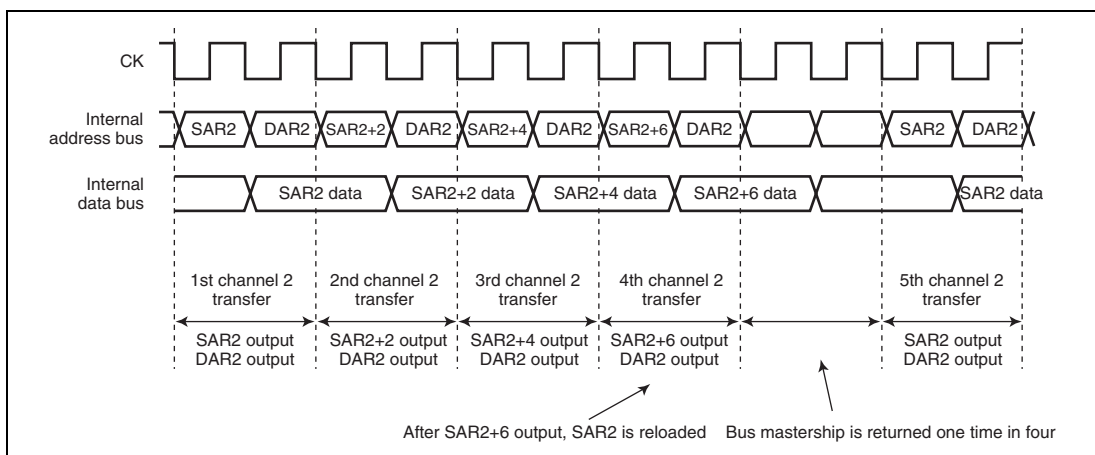 CK
Internal
address bus
SAR2 DAR2 SAR2+2 DAR2 SAR2+4 DAR2 SAR2+6 DAR2 SAR2 DAR2
Internal
data bus
SAR2 data SAR2+2 data SAR2+4 data SAR2+6 data SAR2 data
1st channel 2
transfer
2nd channel 2
transfer
3rd channel 2
transfer
4th channel 2
transfer
5th channel 2
transfer
SAR2 output
DAR2 output
SAR2+2 output
DAR2 output
SAR2+4 output
DAR2 output
SAR2+6 output
DAR2 output
SAR2 output
DAR2 output
After SAR2+6 output, SAR2 is reloaded
Bus mastership is returned one time in four